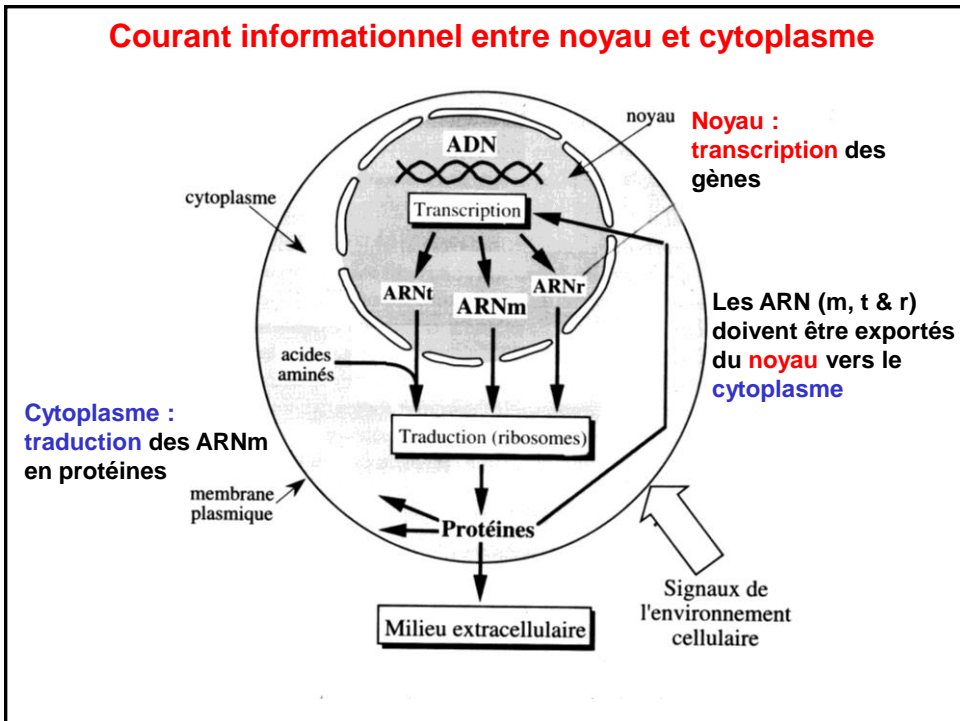 Courant informationnel entre noyau et cytoplasme
noyau
Noyau :
transcription des
gènes
ADN
cytoplasme
Transcription
ARNt
ARNm
ARNr
Les ARN (m, t & r)
doivent être exportés
du noyau vers le
cytoplasme
acides
aminés
Cytoplasme :
traduction des ARNm
en protéines
Traduction (ribosomes)
membrane
plasmique
Protéines
Signaux de
l'environnement
cellulaire
Milieu extracellulaire